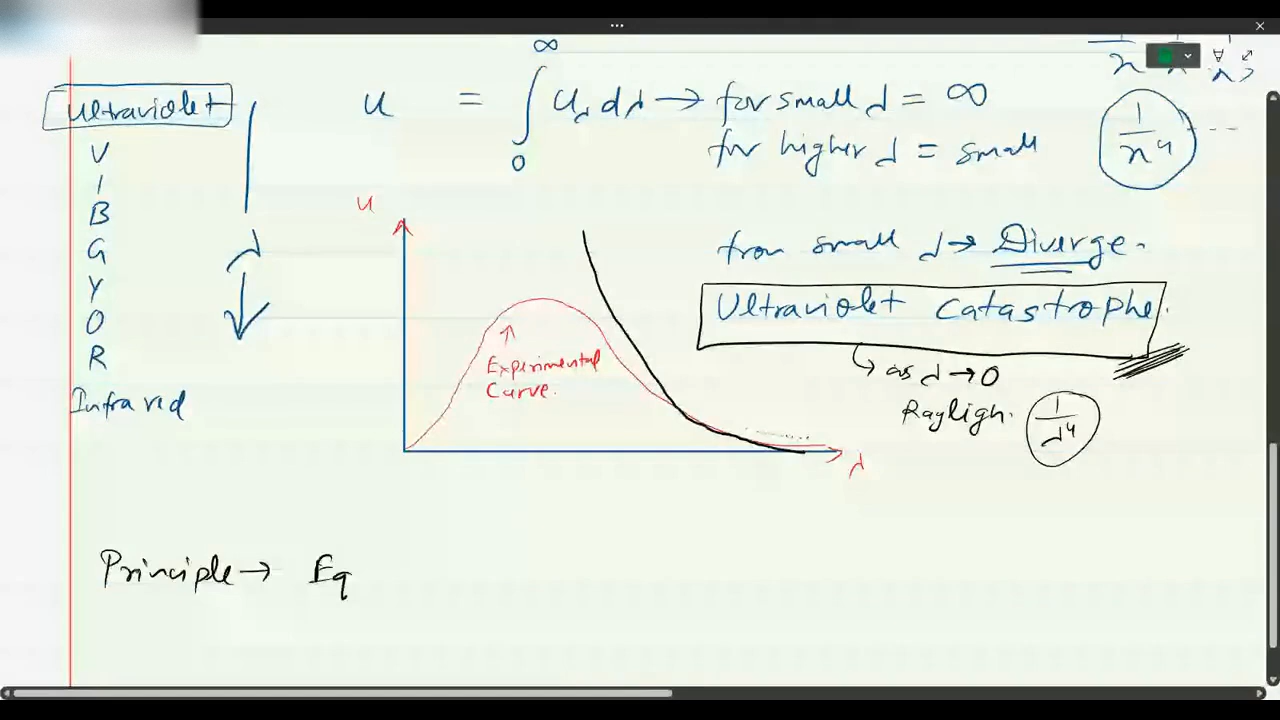 Ultraviolet
V
I
B
G
Y
O
R
Infrared
λ
∞
u = ∫ uλ dλ → for small λ = ∞
0
for higher λ = small
1/x⁴
u
Experimental
Curve.
λ
from small λ → Diverge.
Ultraviolet Catastrophe.
↳ as λ → 0
Rayligh. 1/λ⁴
Principle → Eq